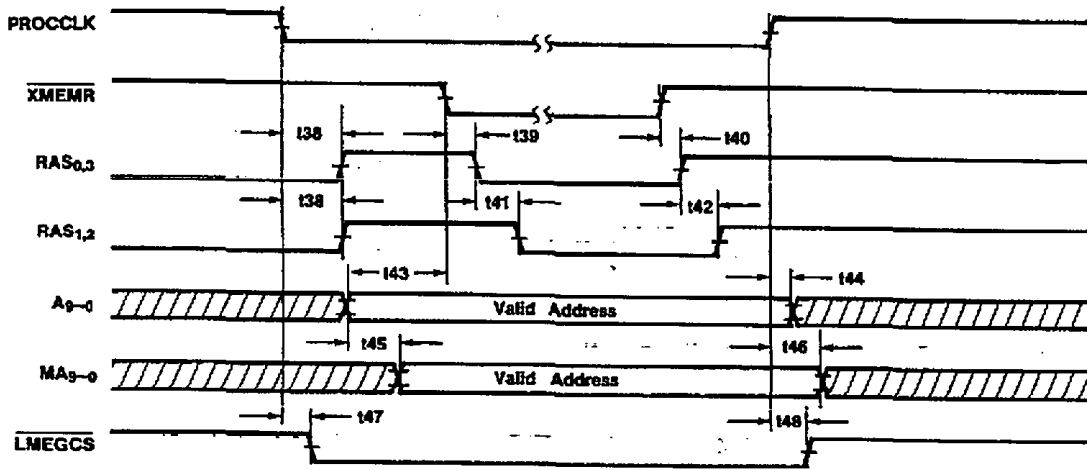 PROCCLK
XMEMR
t38 t39 t40
RAS0,3
t38 t41 t42
RAS1,2
t43 t44
A9–0 Valid Address
t45 t46
MA9–0 Valid Address
t47 t48
LMEGCS